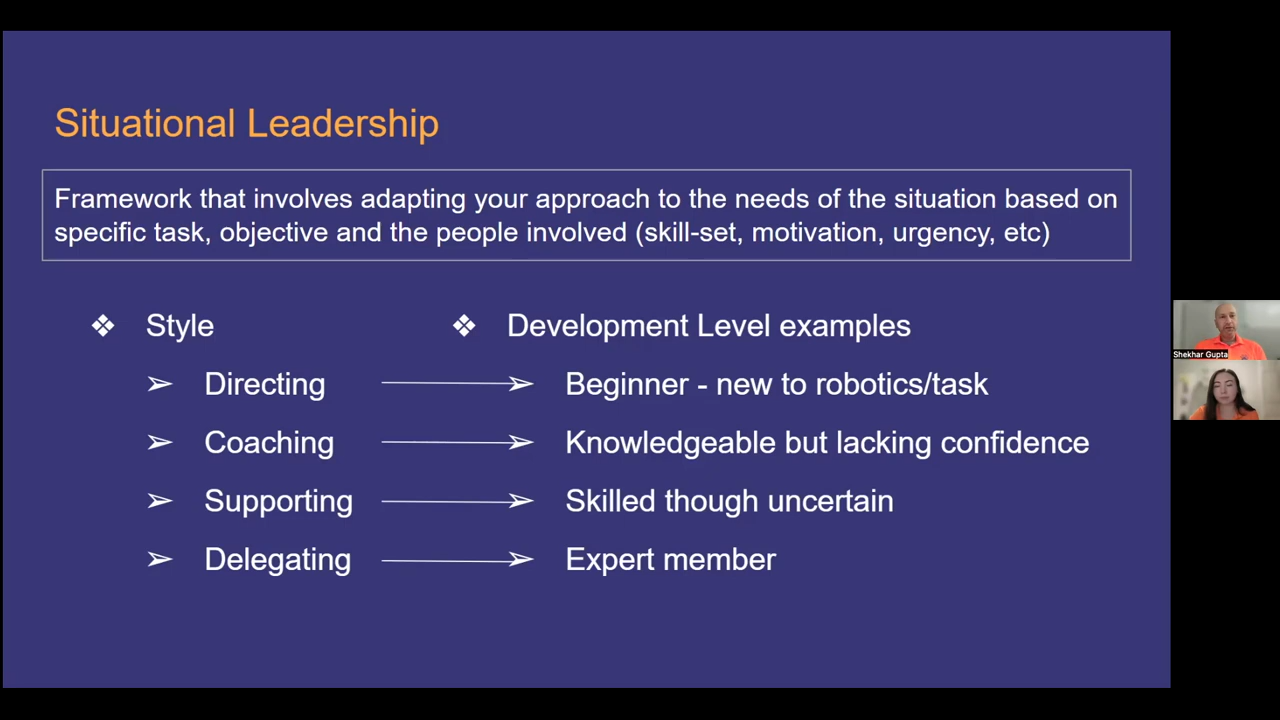 Situational Leadership
Framework that involves adapting your approach to the needs of the situation based on
specific task, objective and the people involved (skill-set, motivation, urgency, etc)
❖ Style
➢ Directing
➢ Coaching
➢ Supporting
➢ Delegating
❖ Development Level examples
➢ Beginner - new to robotics/task
➢ Knowledgeable but lacking confidence
➢ Skilled though uncertain
➢ Expert member
Shekhar Gupta